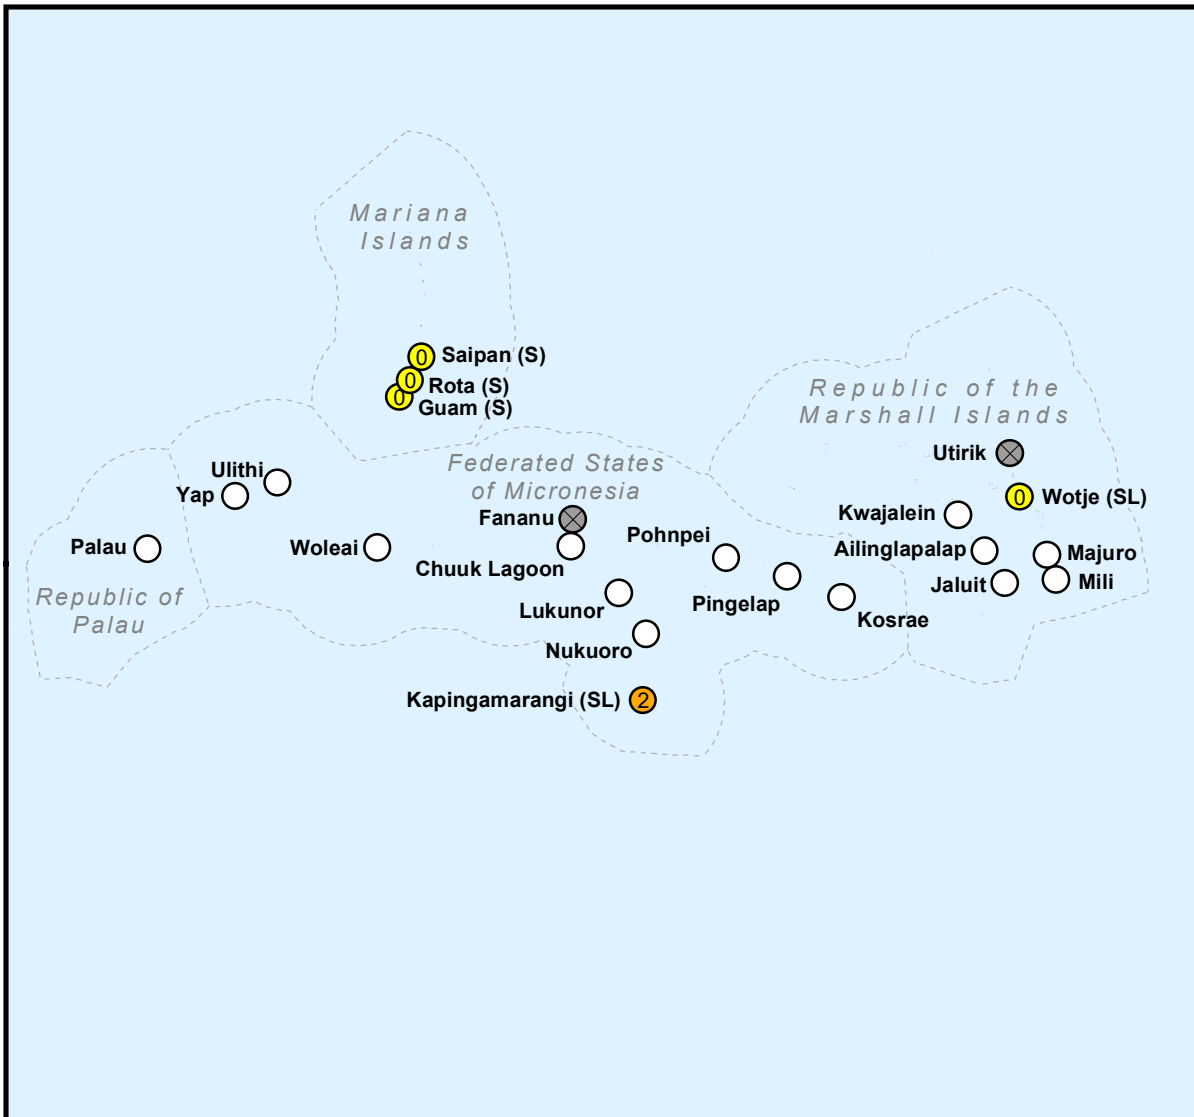 Mariana
Islands
0 Saipan (S)
0 Rota (S)
0 Guam (S)
Republic of the
Marshall Islands
Utirik
Federated States
of Micronesia
Ulithi
Yap
0 Wotje (SL)
Kwajalein
Fananu
Pohnpei
Palau
Woleai
Chuuk Lagoon
Ailinglapalap
Majuro
Republic of
Palau
Lukunor
Pingelap
Kosrae
Jaluit
Mili
Nukuoro
Kapingamarangi (SL) 2